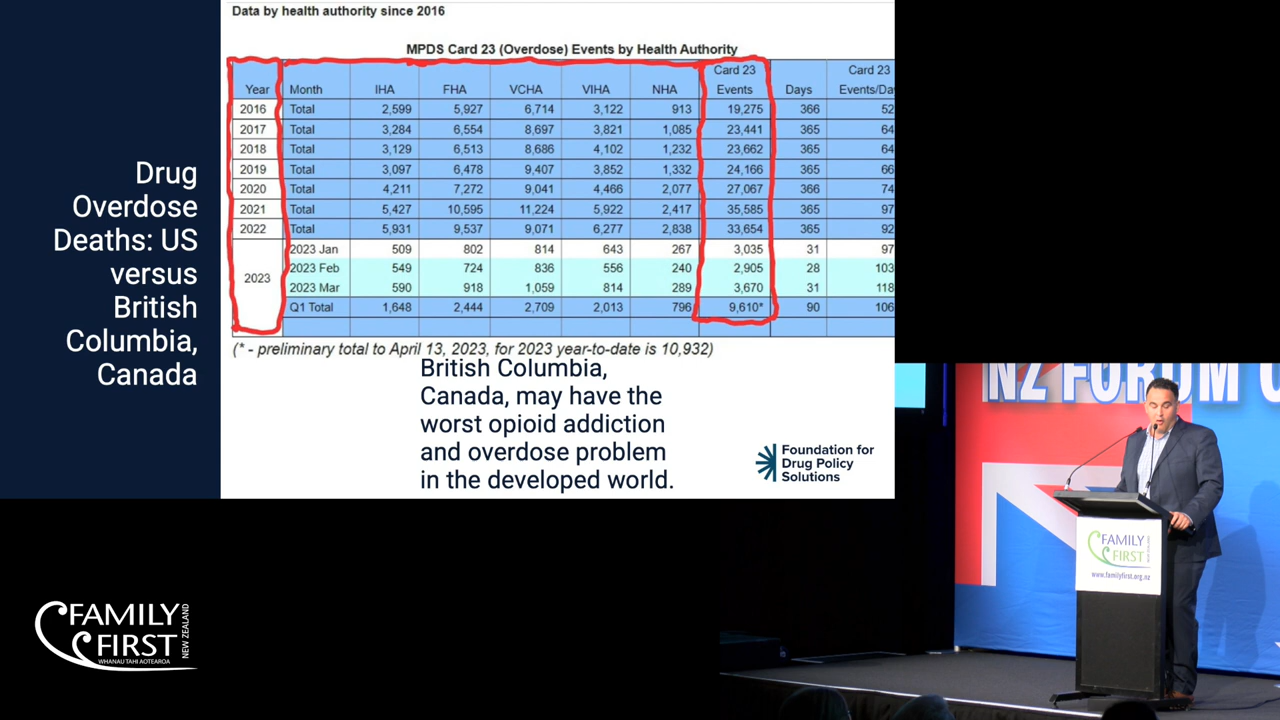 Data by health authority since 2016
MPDS Card 23 (Overdose) Events by Health Authority
Year Month IHA FHA VCHA VIHA NHA Card 23 Events Days Card 23 Events/Da
2016 Total 2,599 5,927 6,714 3,122 913 19,275 366 52
2017 Total 3,284 6,554 8,697 3,821 1,085 23,441 365 64
2018 Total 3,129 6,513 8,686 4,102 1,232 23,662 365 64
2019 Total 3,097 6,478 9,407 3,852 1,332 24,166 365 66
2020 Total 4,211 7,272 9,041 4,466 2,077 27,067 366 74
2021 Total 5,427 10,595 11,224 5,922 2,417 35,585 365 97
2022 Total 5,931 9,537 9,071 6,277 2,838 33,654 365 92
2023
2023 Jan 509 802 814 643 267 3,035 31 97
2023 Feb 549 724 836 556 240 2,905 28 103
2023 Mar 590 918 1,059 814 289 3,670 31 118
Q1 Total 1,648 2,444 2,709 2,013 796 9,610* 90 106
(* - preliminary total to April 13, 2023, for 2023 year-to-date is 10,932)
Drug
Overdose
Deaths: US
versus
British
Columbia,
Canada
British Columbia,
Canada, may have the
worst opioid addiction
and overdose problem
in the developed world.
Foundation for
Drug Policy
Solutions
NZ FORUM O
FAMILY
FIRST
www.familyfirst.org.nz
FAMILY
FIRST
NEW ZEALAND
WHANAU TAHI AOTEAROA